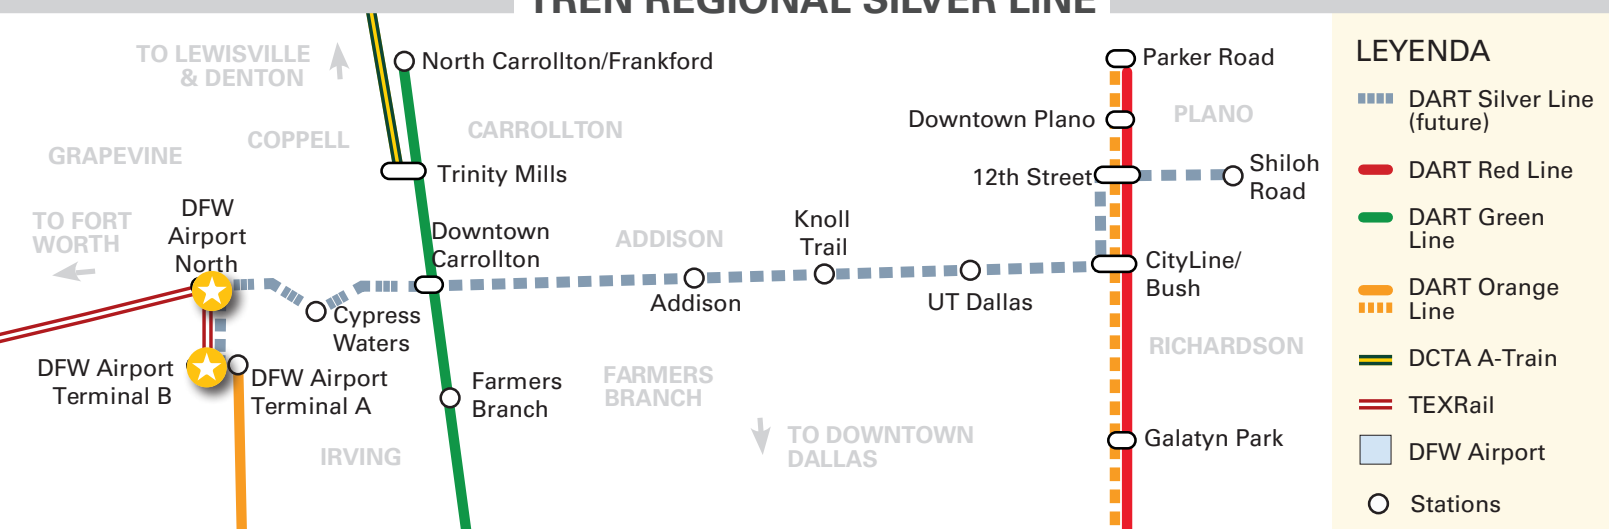 TREN REGIONAL SILVER LINE
TO LEWISVILLE
& DENTON
North Carrollton/Frankford
COPPELL
CARROLLTON
GRAPEVINE
Trinity Mills
TO FORT
WORTH
DFW
Airport
North
Downtown
Carrollton
ADDISON
Knoll
Trail
Addison
UT Dallas
Cypress
Waters
DFW Airport
Terminal B
DFW Airport
Terminal A
Farmers
Branch
FARMERS
BRANCH
IRVING
TO DOWNTOWN
DALLAS
Parker Road
Downtown Plano
PLANO
12th Street
Shiloh
Road
CityLine/
Bush
RICHARDSON
Galatyn Park
LEYENDA
DART Silver Line
(future)
DART Red Line
DART Green
Line
DART Orange
Line
DCTA A-Train
TEXRail
DFW Airport
Stations